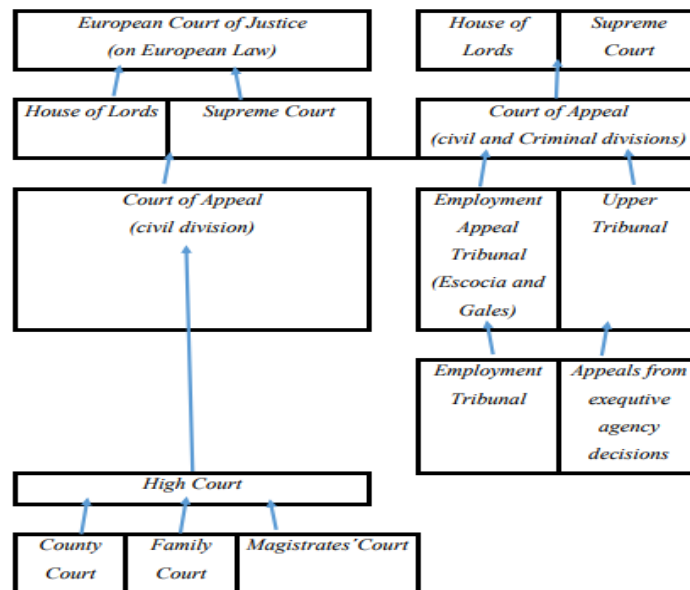 European Court of Justice
(on European Law)
House of
Lords
Supreme
Court
House of Lords
Supreme Court
Court of Appeal
(civil and Criminal divisions)
Court of Appeal
(civil division)
Employment
Appeal
Tribunal
(Escocia and
Gales)
Upper
Tribunal
Employment
Tribunal
Appeals from
exequtive
agency
decisions
High Court
County
Court
Family
Court
Magistrates´Court